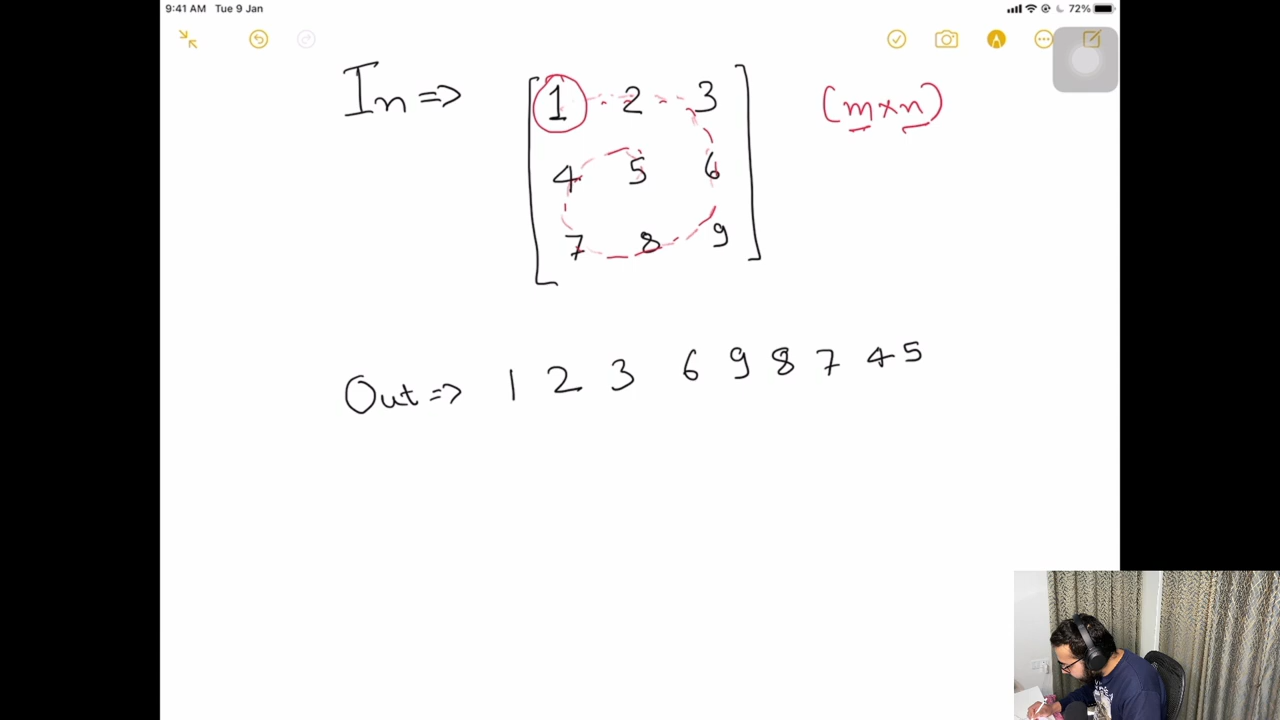 9:41 AM Tue 9 Jan 72%
In => [1 2 3 (m×n)
4 5 6
7 8 9]
Out => 1 2 3 6 9 8 7 4 5